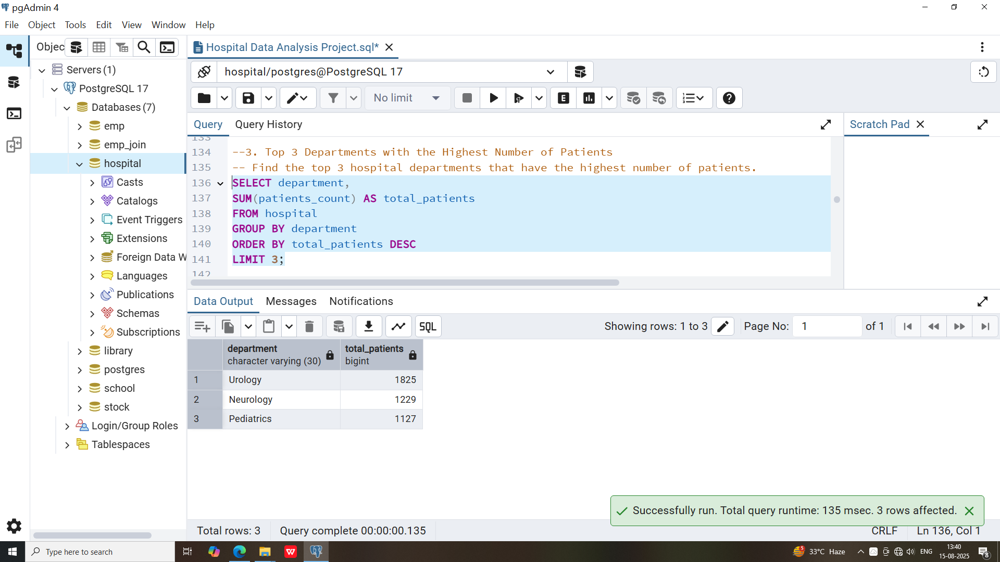 pgAdmin 4
File Object Tools Edit View Window Help
Objec
Hospital Data Analysis Project.sql*
Servers (1)
hospital/postgres@PostgreSQL 17
PostgreSQL 17
No limit
E
Databases (7)
emp
emp_join
hospital
Casts
Catalogs
Event Triggers
Extensions
Foreign Data W
Languages
Publications
Schemas
Subscriptions
library
postgres
school
stock
Login/Group Roles
Tablespaces
Query Query History
Scratch Pad
133
134 --3. Top 3 Departments with the Highest Number of Patients
135 -- Find the top 3 hospital departments that have the highest number of patients.
136 SELECT department,
137 SUM(patients_count) AS total_patients
138 FROM hospital
139 GROUP BY department
140 ORDER BY total_patients DESC
141 LIMIT 3;
142
Data Output Messages Notifications
SQL
Showing rows: 1 to 3
Page No: 1 of 1
department total_patients
character varying (30) bigint
1 Urology 1825
2 Neurology 1229
3 Pediatrics 1127
Successfully run. Total query runtime: 135 msec. 3 rows affected.
Total rows: 3 Query complete 00:00:00.135 CRLF Ln 136, Col 1
Type here to search
W
5
33°C Haze
ENG
13:40
15-08-2025
8